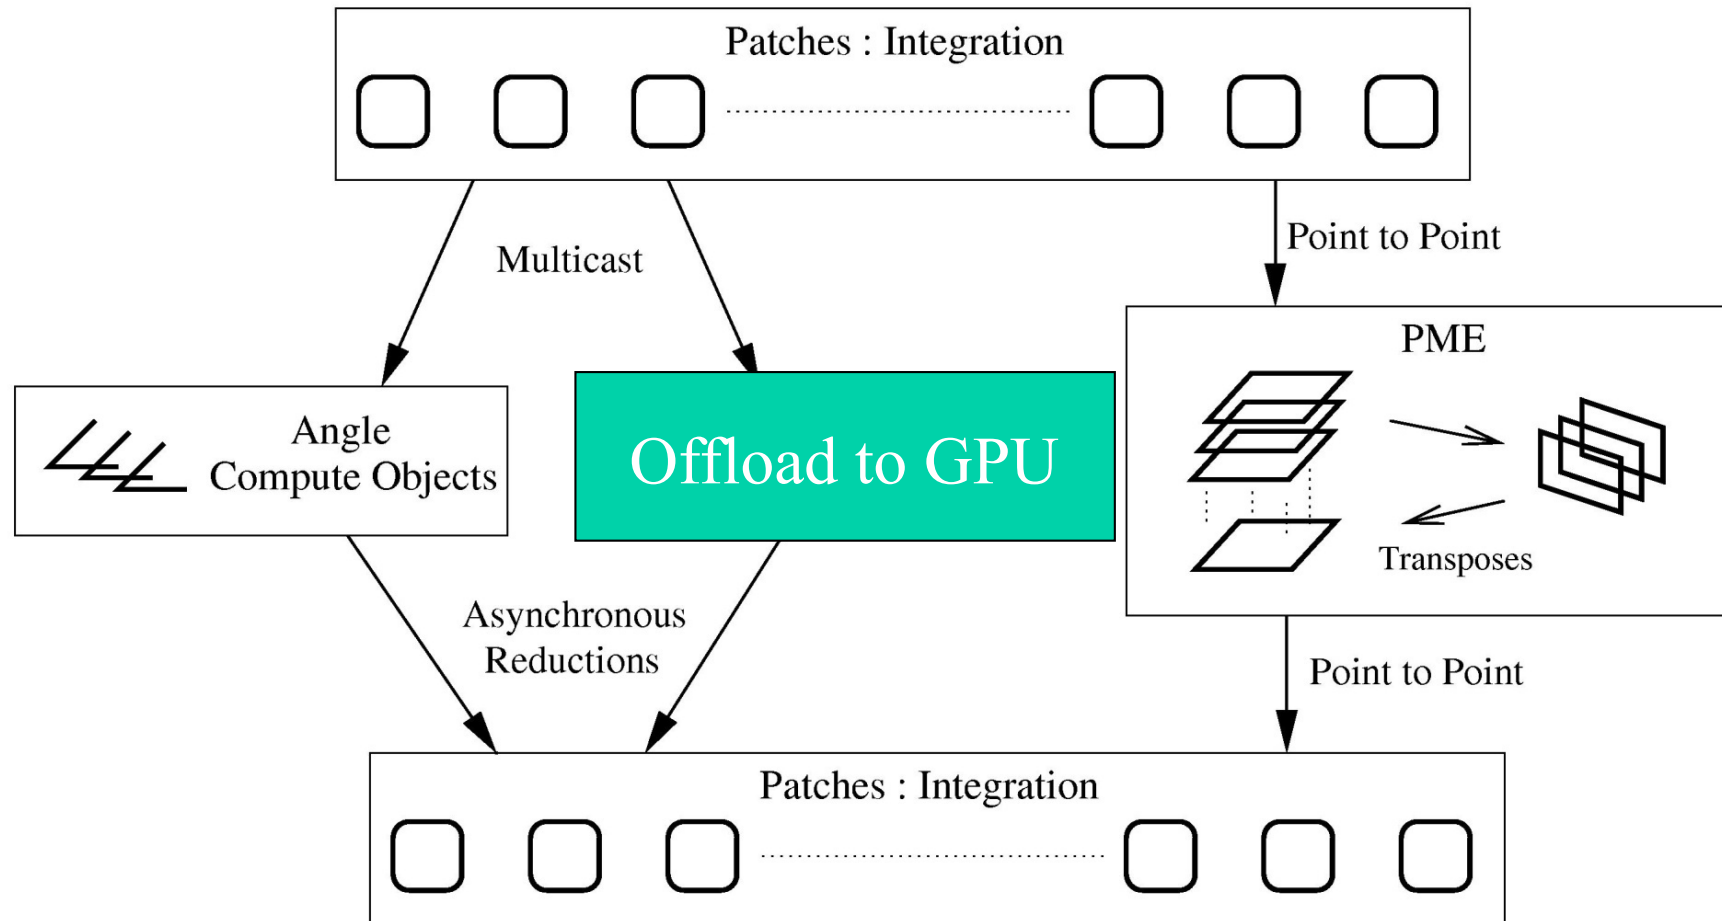 Patches : Integration
Multicast
Point to Point
PME
Angle
Compute Objects
Offload to GPU
Transposes
Asynchronous
Reductions
Point to Point
Patches : Integration